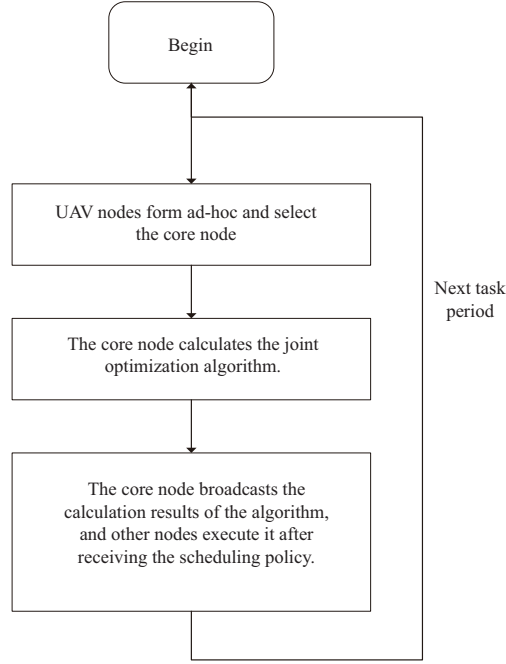 Begin
UAV nodes form ad-hoc and select
the core node
Next task
period
The core node calculates the joint
optimization algorithm.
The core node broadcasts the
calculation results of the algorithm,
and other nodes execute it after
receiving the scheduling policy.